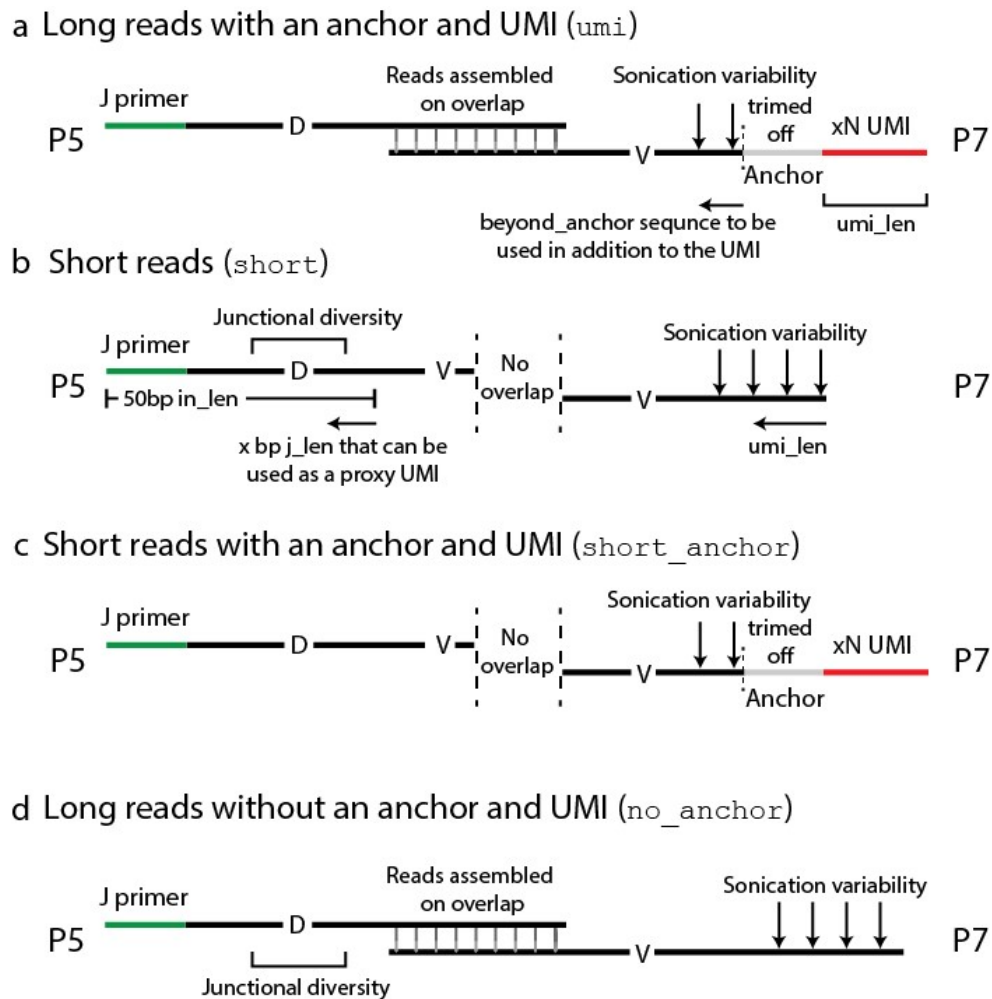 a Long reads with an anchor and UMI (umi)
J primer
Reads assembled
on overlap
Sonication variability
trimed
off
xN UMI
P5
D
V
P7
Anchor
beyond_anchor sequnce to be
used in addition to the UMI
umi_len
b Short reads (short)
Junctional diversity
J primer
No
overlap
Sonication variability
P5
D
V
V
P7
50bp in_len
x bp j_len that can be
used as a proxy UMI
umi_len
c Short reads with an anchor and UMI (short_anchor)
J primer
No
overlap
Sonication variability
trimed
off
xN UMI
P5
D
V
V
P7
Anchor
d Long reads without an anchor and UMI (no_anchor)
J primer
Reads assembled
on overlap
Sonication variability
P5
D
V
P7
Junctional diversity